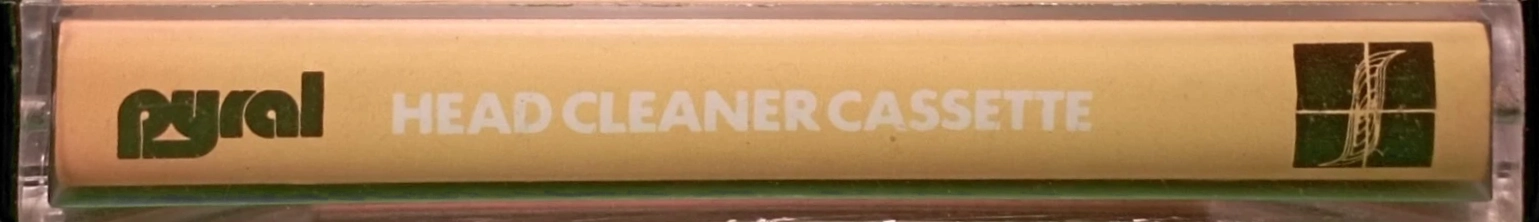 pyral HEAD CLEANER CASSETTE